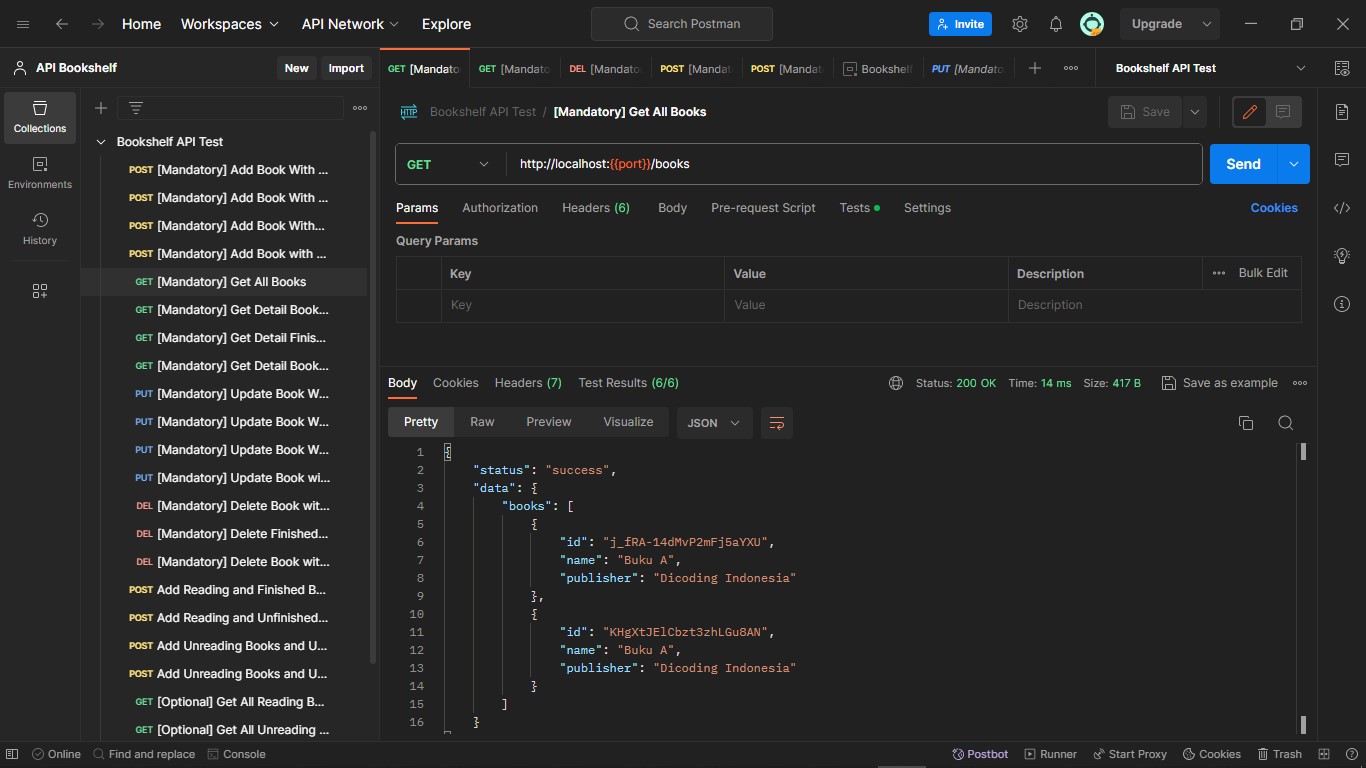 Home Workspaces API Network Explore Search Postman Invite Upgrade
API Bookshelf New Import GET [Mandato GET [Mandato DEL [Mandato POST [Mandat POST [Mandat Bookshelf PUT [Mandato Bookshelf API Test
Collections
Environments
History
Bookshelf API Test
POST [Mandatory] Add Book With ...
POST [Mandatory] Add Book With ...
POST [Mandatory] Add Book With...
POST [Mandatory] Add Book with ...
GET [Mandatory] Get All Books
GET [Mandatory] Get Detail Book...
GET [Mandatory] Get Detail Finis...
GET [Mandatory] Get Detail Book...
PUT [Mandatory] Update Book W...
PUT [Mandatory] Update Book W...
PUT [Mandatory] Update Book W...
PUT [Mandatory] Update Book wi...
DEL [Mandatory] Delete Book wit...
DEL [Mandatory] Delete Finished...
DEL [Mandatory] Delete Book wit...
POST Add Reading and Finished B...
POST Add Reading and Unfinished...
POST Add Unreading Books and U...
POST Add Unreading Books and U...
GET [Optional] Get All Reading B...
GET [Optional] Get All Unreading ...
HTTP Bookshelf API Test / [Mandatory] Get All Books Save
GET http://localhost:{{port}}/books Send
Params Authorization Headers (6) Body Pre-request Script Tests Settings Cookies
Query Params
Key Value Description Bulk Edit
Key Value Description
Body Cookies Headers (7) Test Results (6/6) Status: 200 OK Time: 14 ms Size: 417 B Save as example
Pretty Raw Preview Visualize JSON
1 {
2 "status": "success",
3 "data": {
4 "books": [
5 {
6 "id": "j_fRA-14dMvP2mFj5aYXU",
7 "name": "Buku A",
8 "publisher": "Dicoding Indonesia"
9 },
10 {
11 "id": "KHgXtJElCbzt3zhLGu8AN",
12 "name": "Buku A",
13 "publisher": "Dicoding Indonesia"
14 }
15 ]
16 }
Online Find and replace Console Postbot Runner Start Proxy Cookies Trash